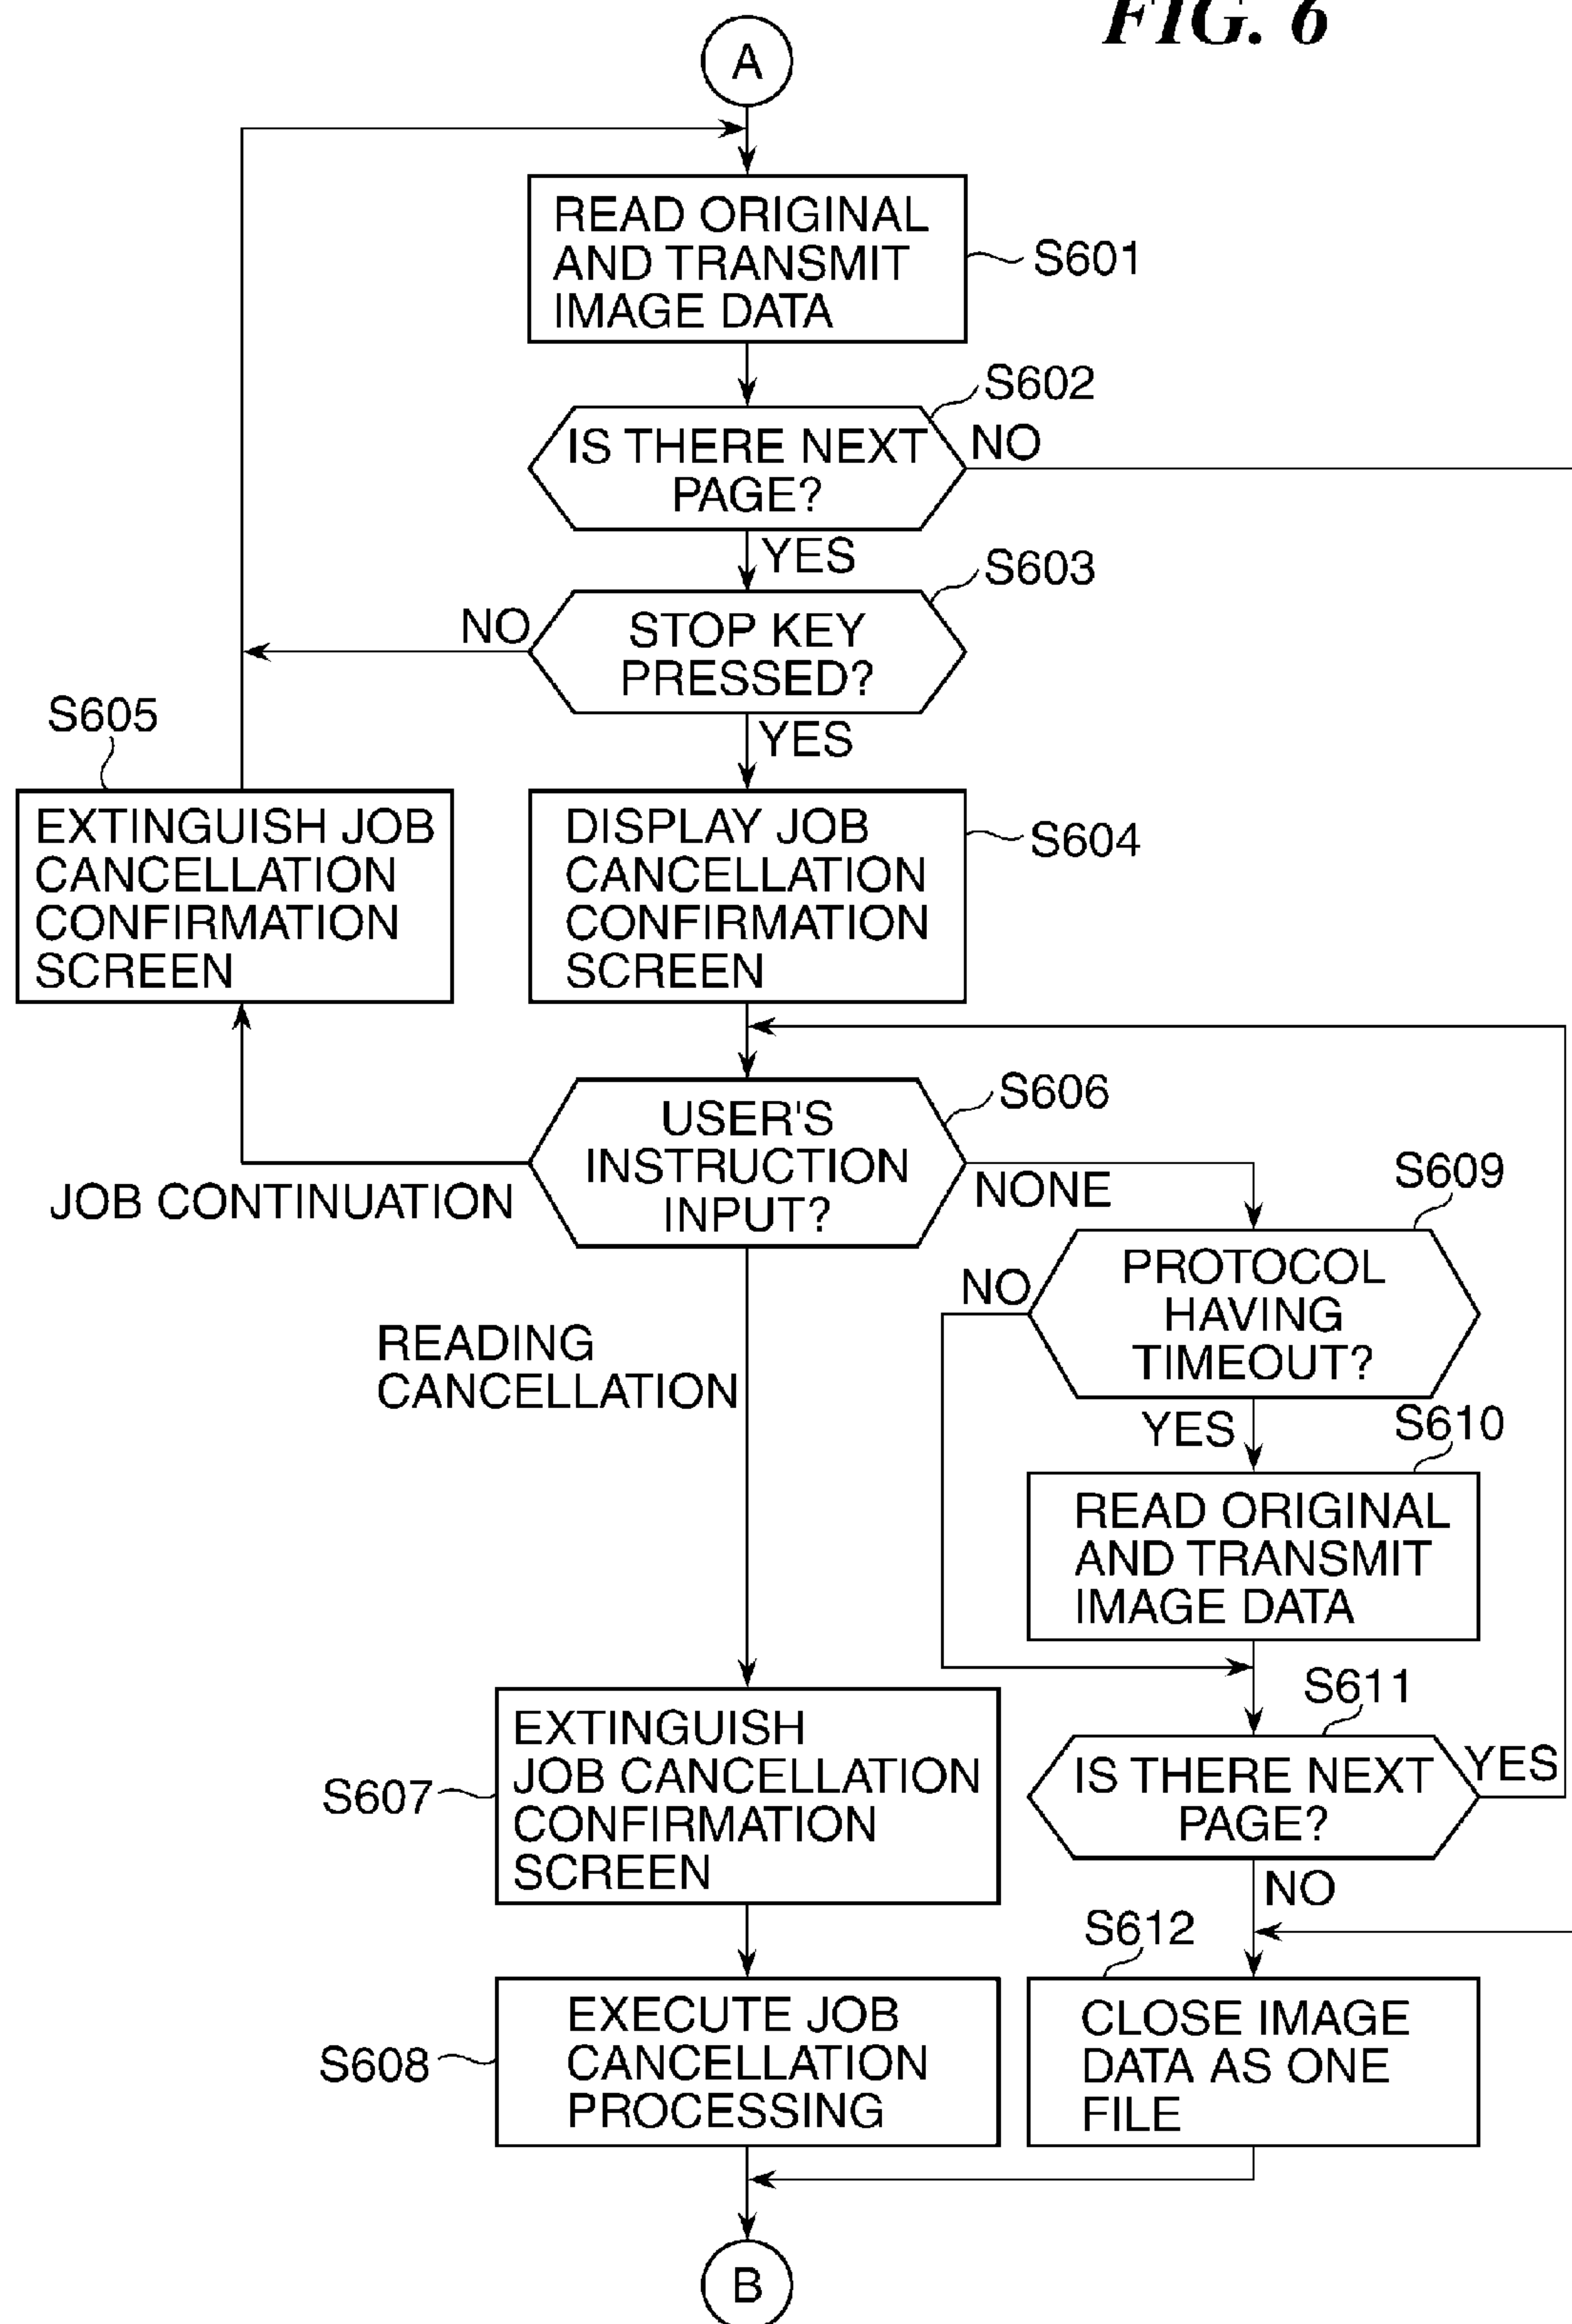 FIG. 6
A
READ ORIGINAL
AND TRANSMIT
IMAGE DATA
S601
S602
IS THERE NEXT
PAGE?
NO
YES
S603
STOP KEY
PRESSED?
NO
YES
S605
EXTINGUISH JOB
CANCELLATION
CONFIRMATION
SCREEN
DISPLAY JOB
CANCELLATION
CONFIRMATION
SCREEN
S604
S606
USER'S
INSTRUCTION
INPUT?
JOB CONTINUATION
NONE
S609
PROTOCOL
HAVING
TIMEOUT?
NO
READING
CANCELLATION
YES
S610
READ ORIGINAL
AND TRANSMIT
IMAGE DATA
S611
IS THERE NEXT
PAGE?
YES
NO
S607
EXTINGUISH
JOB CANCELLATION
CONFIRMATION
SCREEN
S612
S608
EXECUTE JOB
CANCELLATION
PROCESSING
CLOSE IMAGE
DATA AS ONE
FILE
B